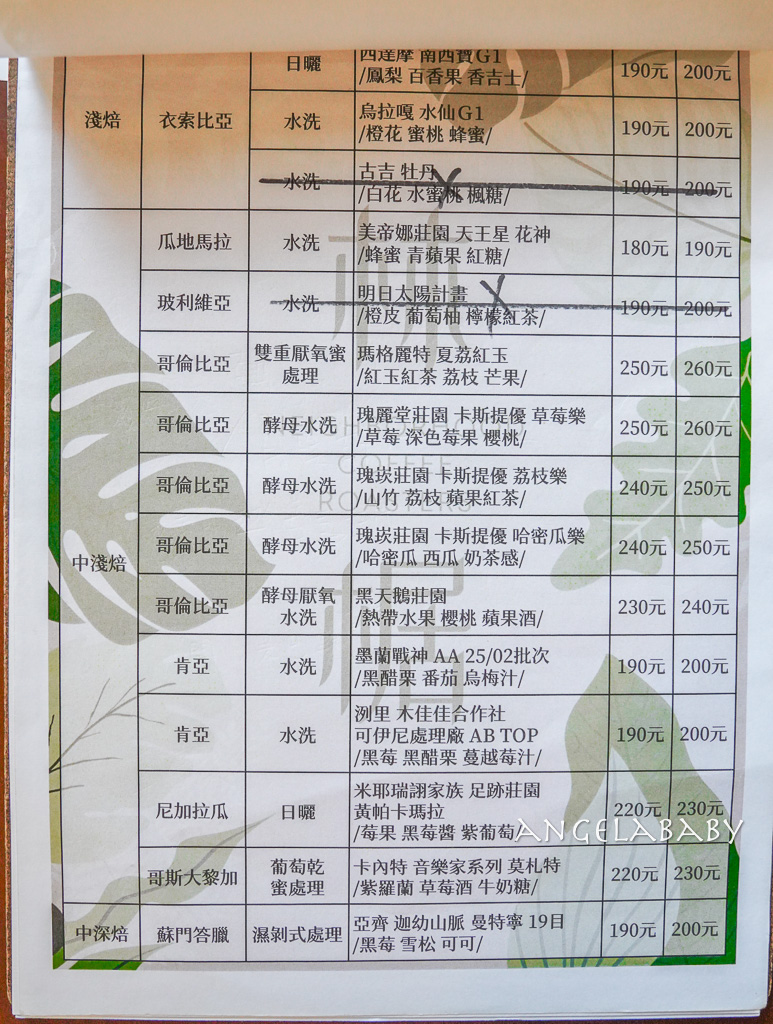 日曬 西達摩 南西寶G1 190元 200元
/鳳梨 百香果 香吉士/
淺焙 衣索比亞 水洗 烏拉嘎 水仙G1 190元 200元
/橙花 蜜桃 蜂蜜/
水洗 古吉 牡丹 190元 200元
/白花 水蜜桃 楓糖/
瓜地馬拉 水洗 美帝娜莊園 天王星 花神 180元 190元
/蜂蜜 青蘋果 紅糖/
玻利維亞 水洗 明日太陽計畫 190元 200元
/橙皮 葡萄柚 檸檬紅茶/
哥倫比亞 雙重厭氧蜜處理 瑪格麗特 夏荔紅玉 250元 260元
/紅玉紅茶 荔枝 芒果/
哥倫比亞 酵母水洗 瑰麗堂莊園 卡斯提優 草莓樂 250元 260元
/草莓 深色莓果 櫻桃/
哥倫比亞 酵母水洗 瑰崁莊園 卡斯提優 荔枝樂 240元 250元
/山竹 荔枝 蘋果紅茶/
中淺焙
哥倫比亞 酵母水洗 瑰崁莊園 卡斯提優 哈密瓜樂 240元 250元
/哈密瓜 西瓜 奶茶感/
哥倫比亞 酵母厭氧水洗 黑天鵝莊園 230元 240元
/熱帶水果 櫻桃 蘋果酒/
肯亞 水洗 墨蘭戰神 AA 25/02批次 190元 200元
/黑醋栗 番茄 烏梅汁/
肯亞 水洗 洌里 木佳佳合作社 190元 200元
可伊尼處理廠 AB TOP
/黑莓 黑醋栗 蔓越莓汁/
尼加拉瓜 日曬 米耶瑞詡家族 足跡莊園 220元 230元
黃帕卡瑪拉
/莓果 黑莓醬 紫葡萄
哥斯大黎加 葡萄乾蜜處理 卡內特 音樂家系列 莫札特 220元 230元
/紫羅蘭 草莓酒 牛奶糖/
中深焙 蘇門答臘 濕剝式處理 亞齊 迦幼山脈 曼特寧 19目 190元 200元
/黑莓 雪松 可可/
NEIGHBORHOOD
COFFEE
ROASTERS
ANGELABABY